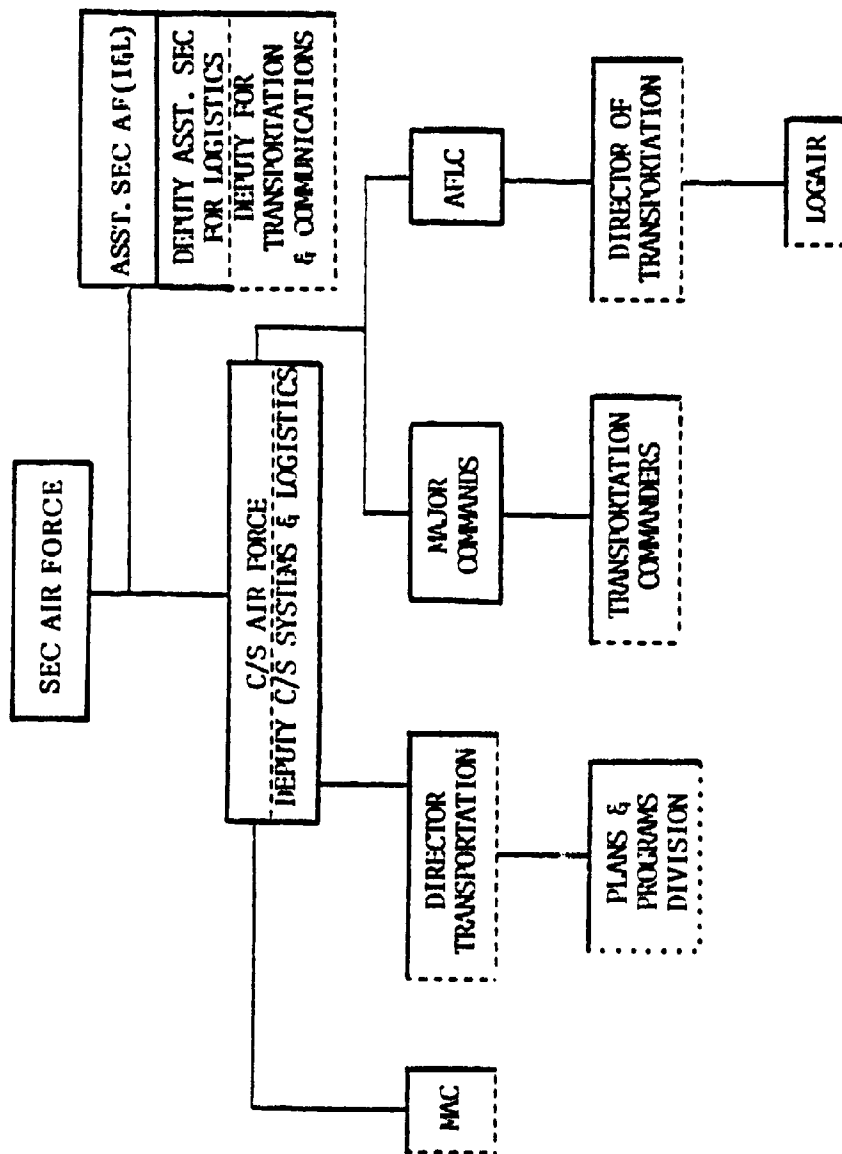 SEC AIR FORCE
ASST. SEC AF(I&L)
DEPUTY ASST. SEC
FOR LOGISTICS
DEPUTY FOR
TRANSPORTATION
& COMMUNICATIONS
C/S AIR FORCE
DEPUTY C/S SYSTEMS & LOGISTICS
MAC
DIRECTOR
TRANSPORTATION
MAJOR
COMMANDS
AFLC
PLANS &
PROGRAMS
DIVISION
TRANSPORTATION
COMMANDERS
DIRECTOR OF
TRANSPORTATION
LOGAIR